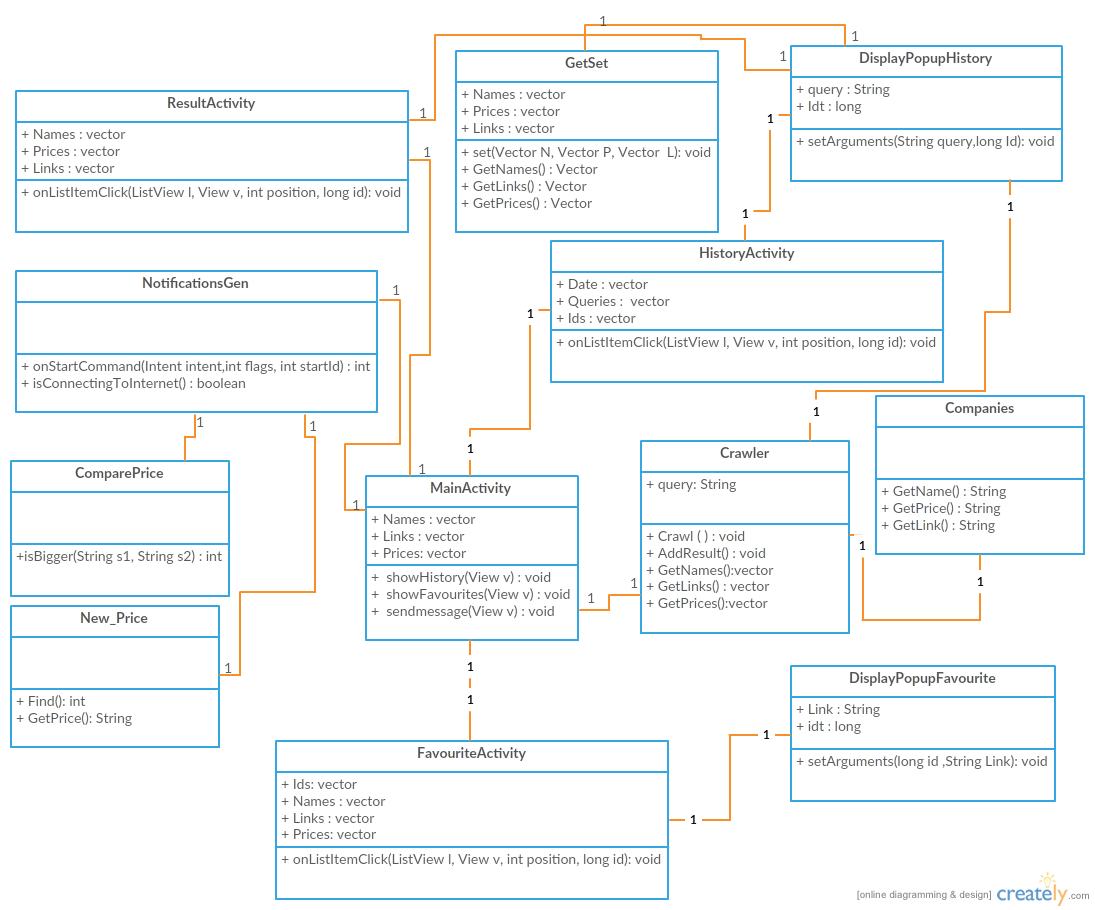 1
1
GetSet
+ Names : vector
+ Prices : vector
+ Links : vector
+ set(Vector N, Vector P, Vector  L): void
+ GetNames() : Vector
+ GetLinks() : Vector
+ GetPrices() : Vector
1
DisplayPopupHistory
+ query : String
+ Idt : long
+ setArguments(String query,long Id): void
ResultActivity
+ Names : vector
+ Prices : vector
+ Links : vector
+ onListItemClick(ListView l, View v, int position, long id): void
1
1
1
1
1
HistoryActivity
+ Date : vector
+ Queries :  vector
+ Ids : vector
+ onListItemClick(ListView l, View v, int position, long id): void
NotificationsGen
+ onStartCommand(Intent intent,int flags, int startId) : int
+ isConnectingToInternet() : boolean
1
1
1
1
1
1
1
1
ComparePrice
+isBigger(String s1, String s2) : int
MainActivity
+ Names : vector
+ Links : vector
+ Prices: vector
+  showHistory(View v) : void
+  showFavourites(View v) : void
+  sendmessage(View v) : void
Crawler
+ query: String
+ Crawl ( ) : void
+ AddResult() : void
+ GetNames():vector
+ GetLinks() : vector
+ GetPrices():vector
Companies
+ GetName() : String
+ GetPrice() : String
+ GetLink() : String
1
1
1
1
New_Price
+ Find(): int
+ GetPrice(): String
1
1
1
DisplayPopupFavourite
+ Link : String
+ idt : long
+ setArguments(long id ,String Link): void
1
1
FavouriteActivity
+ Ids: vector
+ Names : vector
+ Links : vector
+ Prices: vector
+ onListItemClick(ListView l, View v, int position, long id): void
[online diagramming & design] creately.com